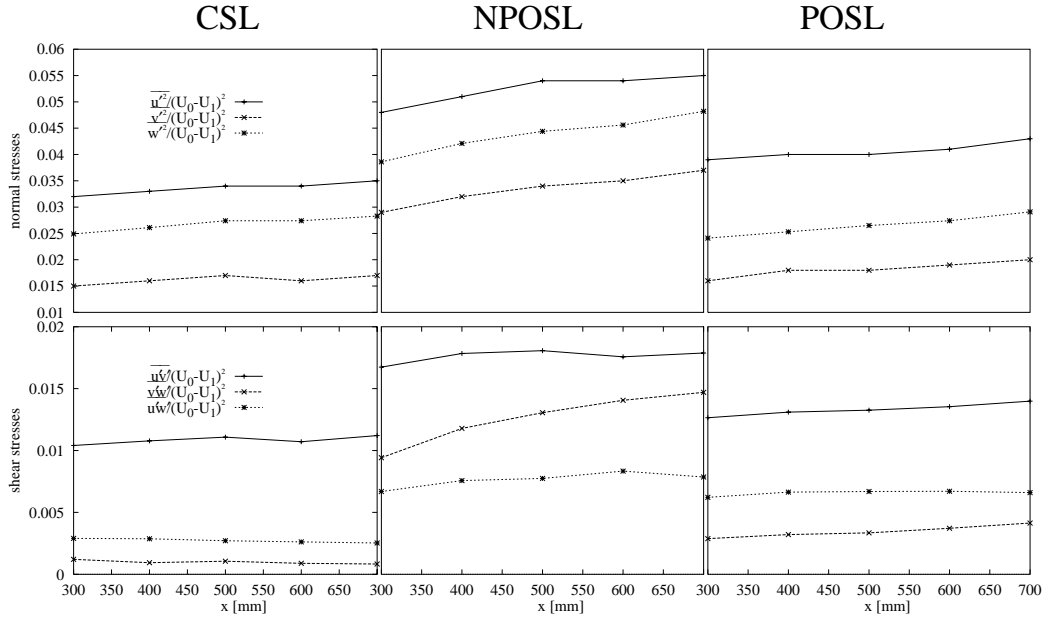 CSL NPOSL POSL
0.06
0.055
0.05
0.045
0.04
0.035
0.03
0.025
0.02
0.015
0.01
normal stresses
u′²/(U₀-U₁)²
v′²/(U₀-U₁)²
w′²/(U₀-U₁)²
0.02
0.015
0.01
0.005
0
shear stresses
u′v′/(U₀-U₁)²
v′w′/(U₀-U₁)²
u′w′/(U₀-U₁)²
300 350 400 450 500 550 600 650 300 350 400 450 500 550 600 650 300 350 400 450 500 550 600 650 700
x [mm] x [mm] x [mm]